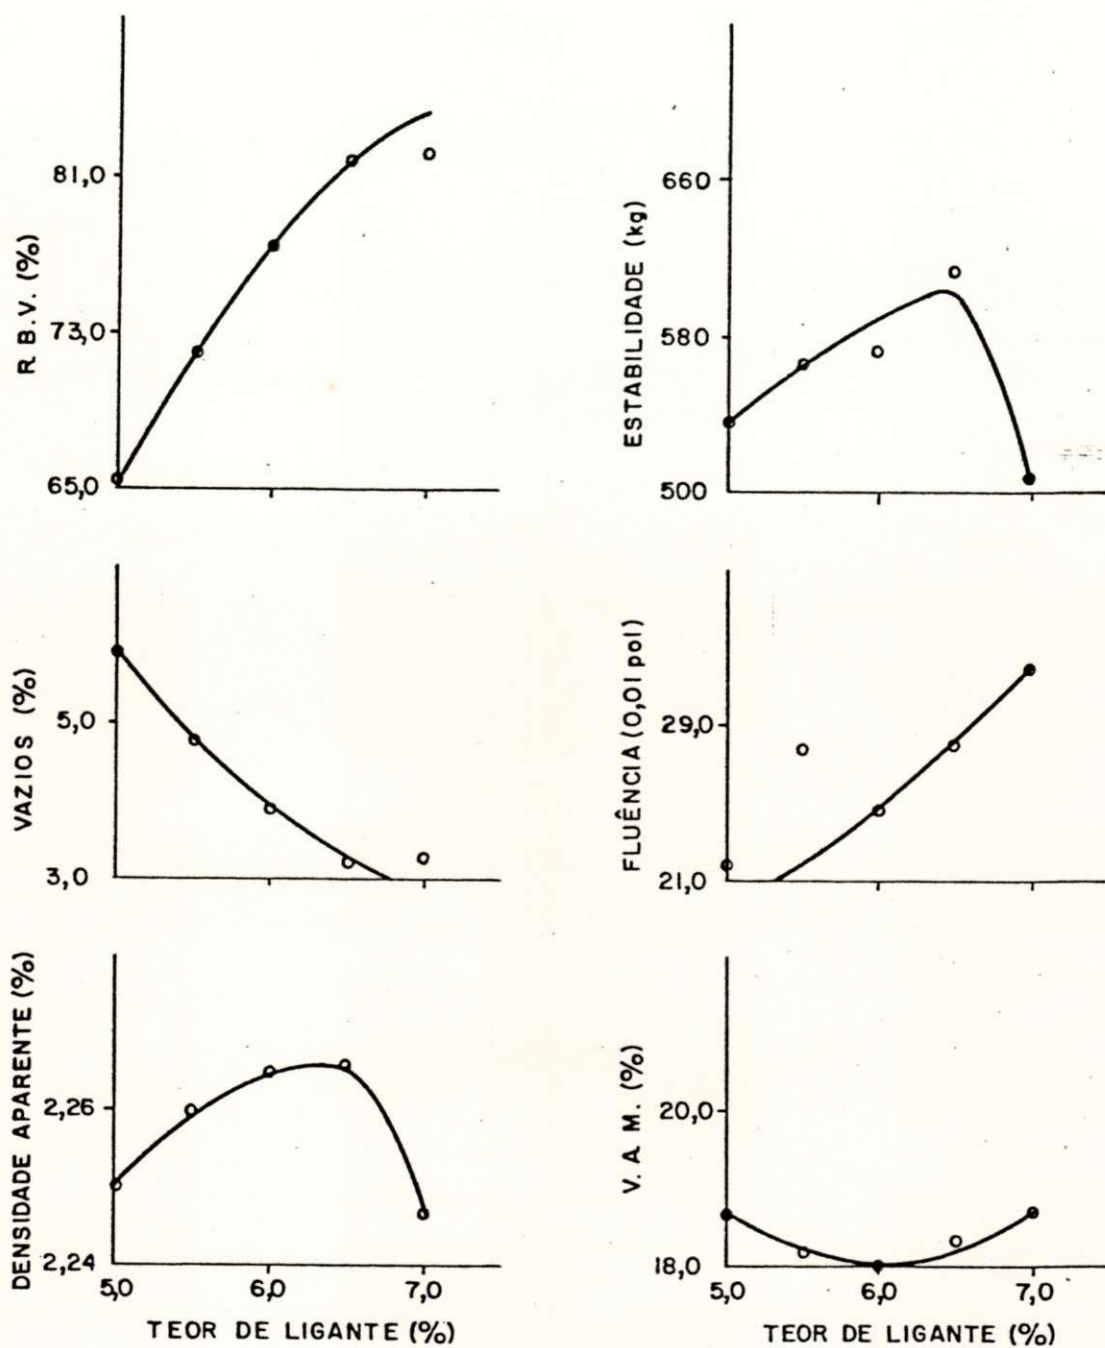 R.B.V. (%)
81,0
73,0
65,0
ESTABILIDADE (kg)
660
580
500
VAZIOS (%)
5,0
3,0
FLUÊNCIA (0,01 pol)
29,0
21,0
DENSIDADE APARENTE (%)
2,26
2,24
5,0 6,0 7,0
TEOR DE LIGANTE (%)
V. A. M. (%)
20,0
18,0
5,0 6,0 7,0
TEOR DE LIGANTE (%)